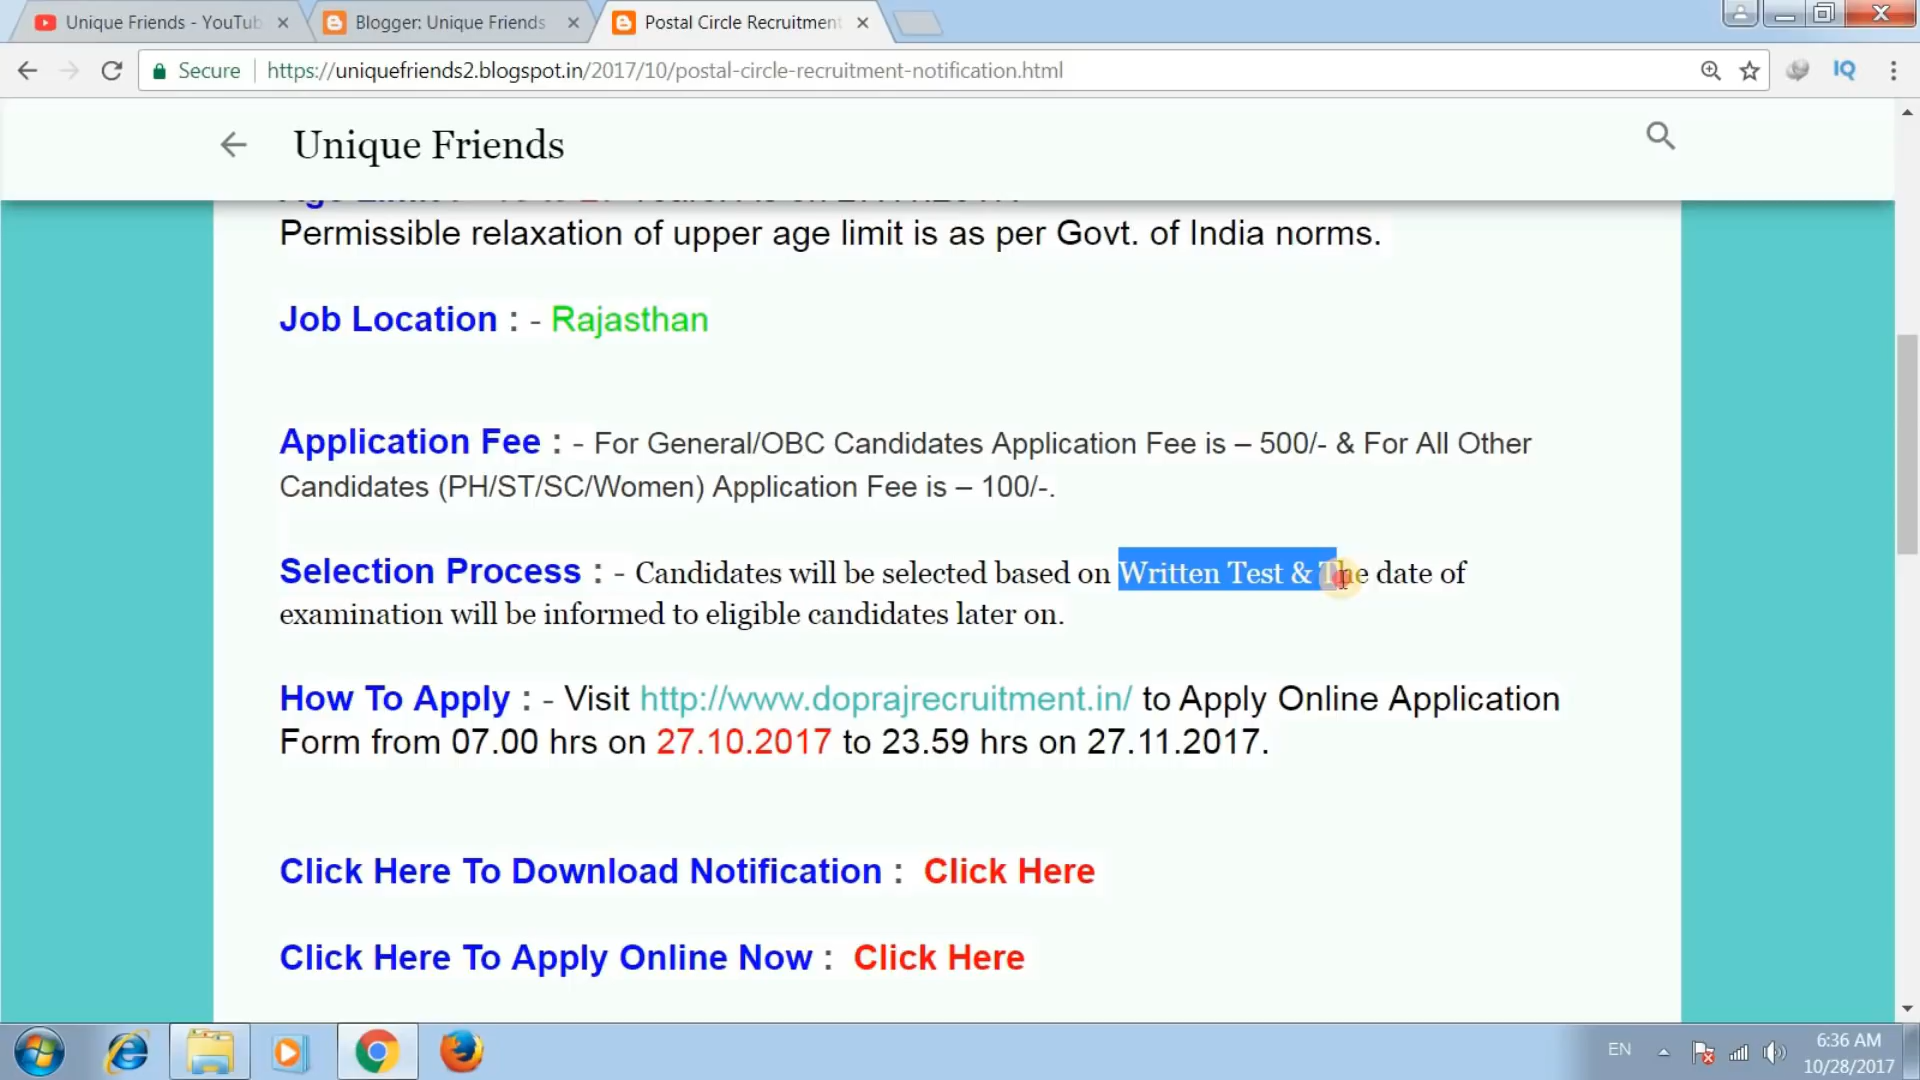 Unique Friends - YouTub
Blogger: Unique Friends
Postal Circle Recruitment
Secure
https://uniquefriends2.blogspot.in/2017/10/postal-circle-recruitment-notification.html
IQ
Unique Friends
Permissible relaxation of upper age limit is as per Govt. of India norms.
Job Location : - Rajasthan
Application Fee : - For General/OBC Candidates Application Fee is – 500/- & For All Other
Candidates (PH/ST/SC/Women) Application Fee is – 100/-.
Selection Process : - Candidates will be selected based on Written Test & The date of
examination will be informed to eligible candidates later on.
How To Apply : - Visit http://www.doprajrecruitment.in/ to Apply Online Application
Form from 07.00 hrs on 27.10.2017 to 23.59 hrs on 27.11.2017.
Click Here To Download Notification : Click Here
Click Here To Apply Online Now : Click Here
EN
6:36 AM
10/28/2017